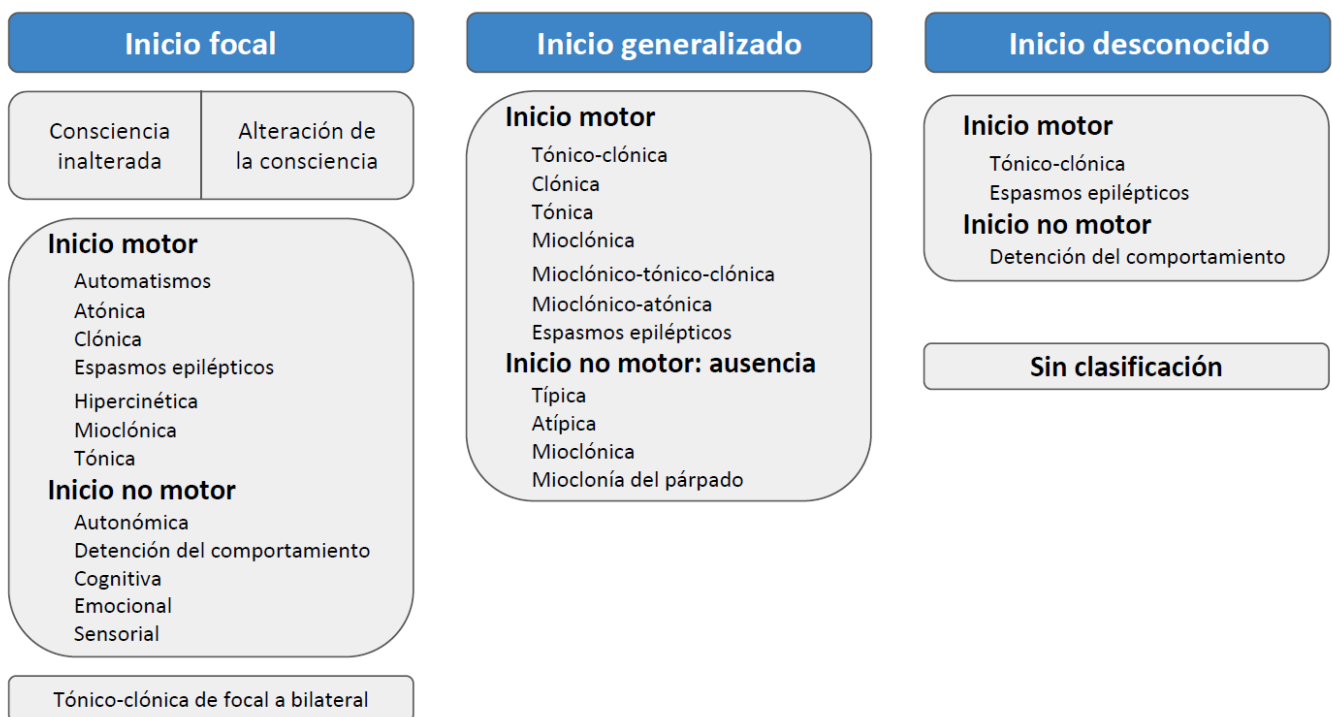 Inicio focal
Consciencia
inalterada
Alteración de
la consciencia
Inicio motor
Automatismos
Atónica
Clónica
Espasmos epilépticos
Hipercinética
Mioclónica
Tónica
Inicio no motor
Autonómica
Detención del comportamiento
Cognitiva
Emocional
Sensorial
Tónico-clónica de focal a bilateral
Inicio generalizado
Inicio motor
Tónico-clónica
Clónica
Tónica
Mioclónica
Mioclónico-tónico-clónica
Mioclónico-atónica
Espasmos epilépticos
Inicio no motor: ausencia
Típica
Atípica
Mioclónica
Mioclonía del párpado
Inicio desconocido
Inicio motor
Tónico-clónica
Espasmos epilépticos
Inicio no motor
Detención del comportamiento
Sin clasificación